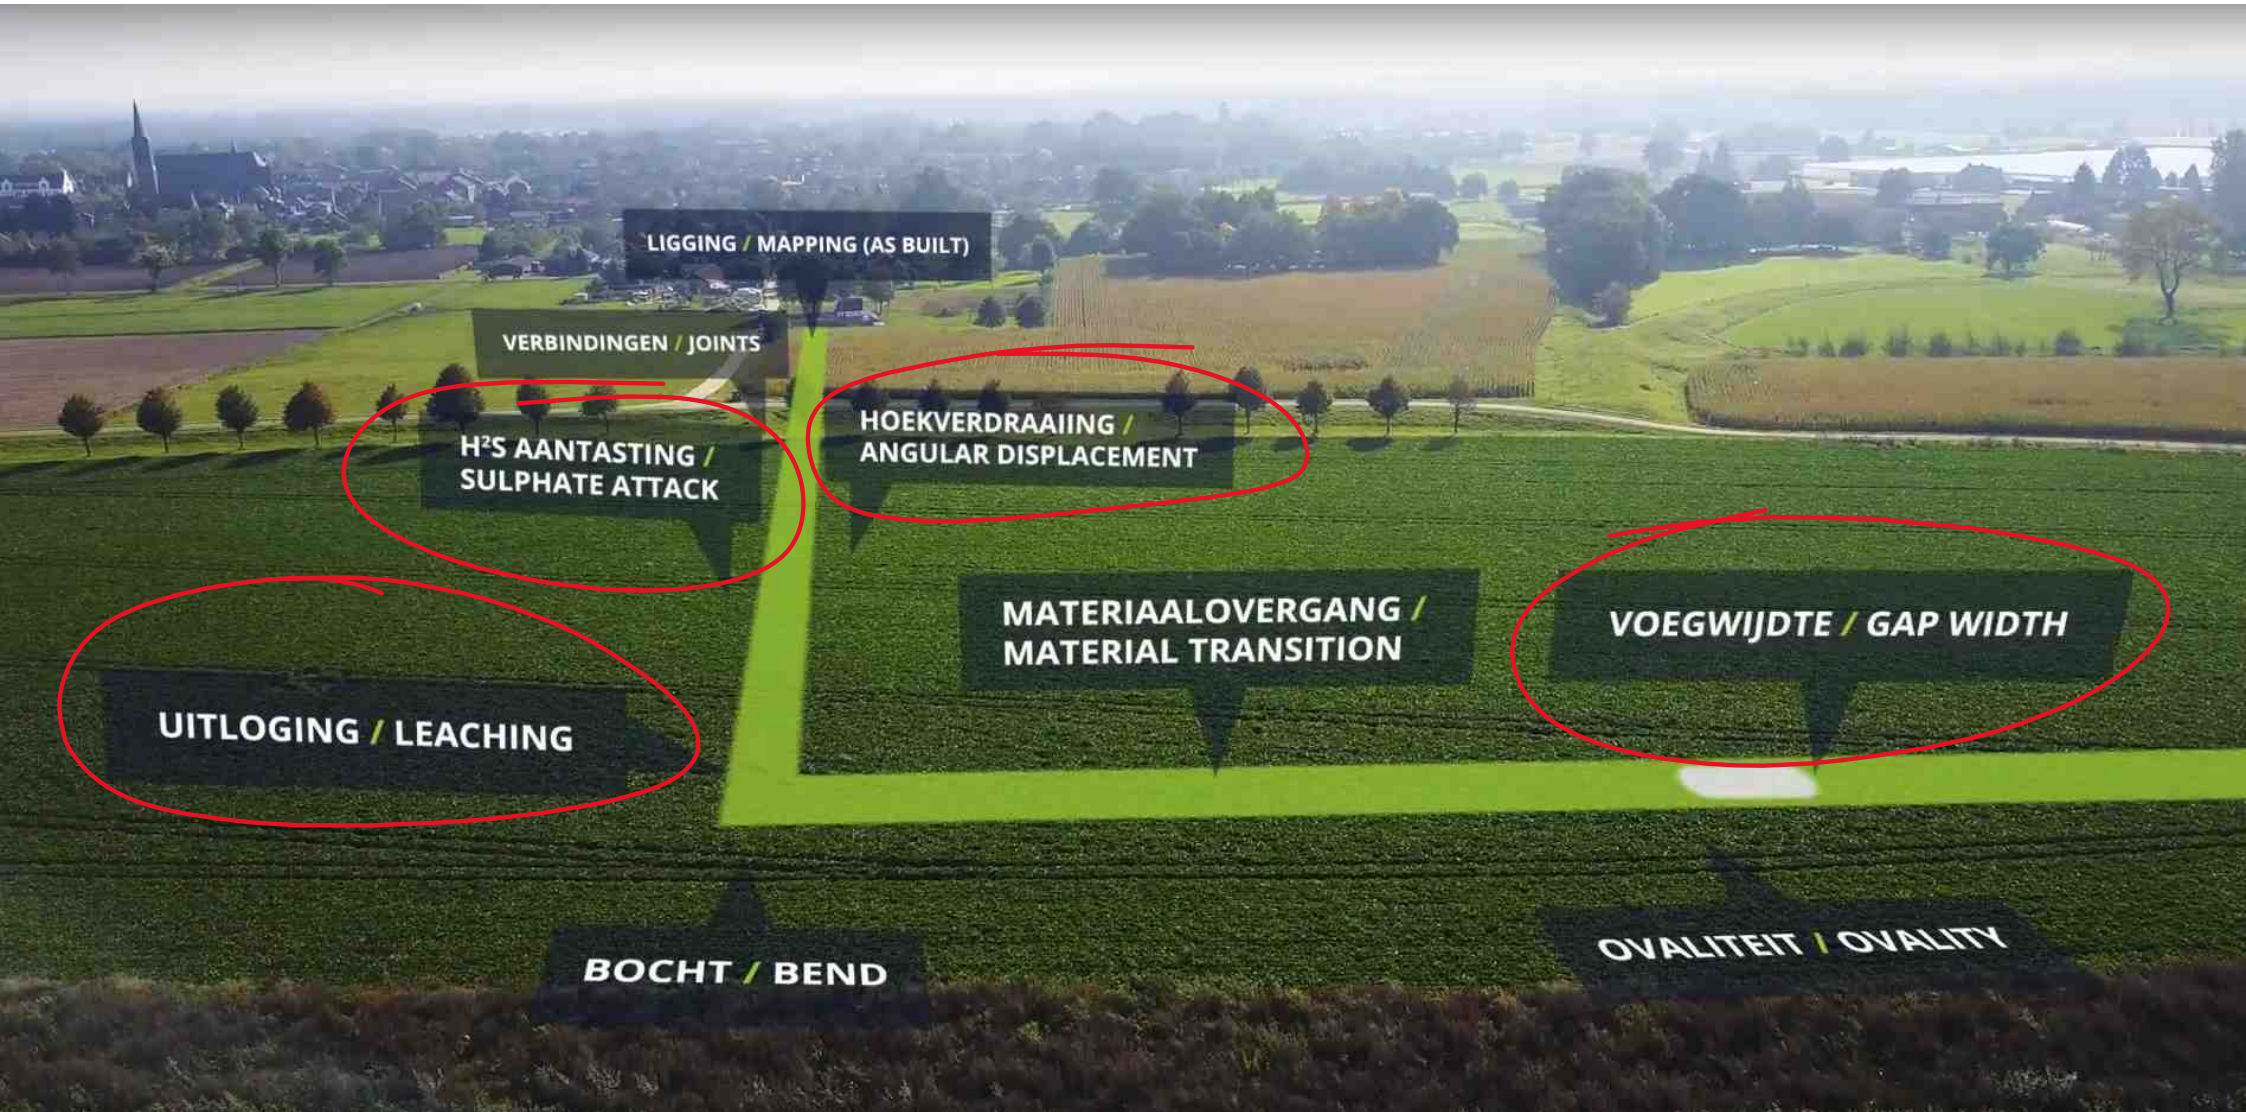 LIGGING / MAPPING (AS BUILT)
VERBINDINGEN / JOINTS
HOEKVERDRAAIING /
ANGULAR DISPLACEMENT
H²S AANTASTING /
SULPHATE ATTACK
MATERIAALOVERGANG /
MATERIAL TRANSITION
VOEGWIJDTE / GAP WIDTH
UITLOGING / LEACHING
BOCHT / BEND
OVALITEIT / OVALITY